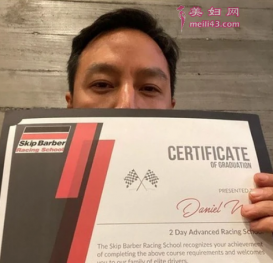 美妇网
meili43.com
Skip Barber
Racing School
CERTIFICATE
OF GRADUATION
PRESENTED
Daniel
2 Day Advanced Racing
The Skip Barber Racing School recognizes your achievement
of completing the above course requirements and welcomes
you to our family of elite drivers.